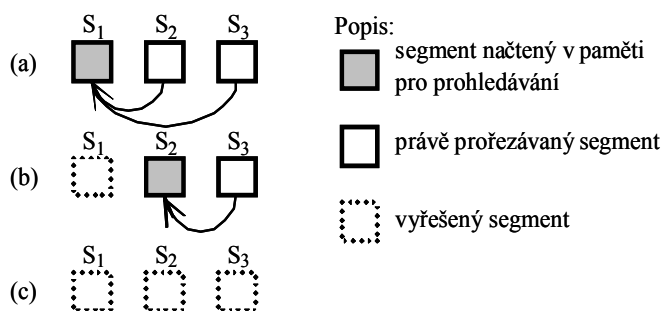 S1 S2 S3
(a)
S1 S2 S3
(b)
S1 S2 S3
(c)
Popis:
segment načtený v paměti
pro prohledávání
právě prořezávaný segment
vyřešený segment